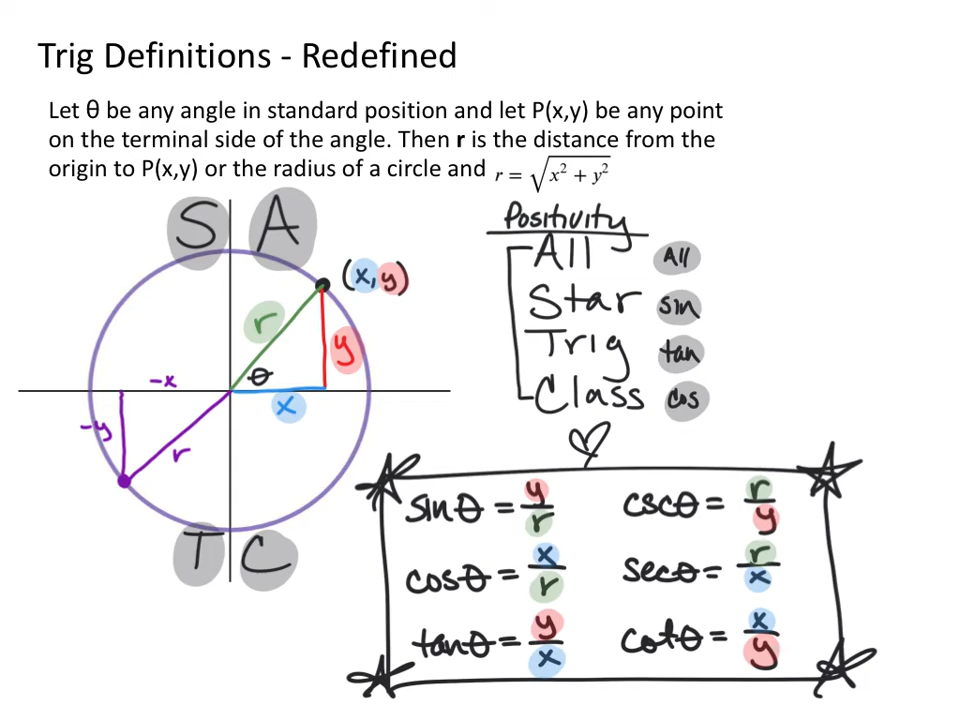 Trig Definitions - Redefined
Let θ be any angle in standard position and let P(x,y) be any point
on the terminal side of the angle. Then r is the distance from the
origin to P(x,y) or the radius of a circle and r = √x² + y²
S A
(x,y)
r
y
θ
x
-x
-y
r
T C
Positivity
All All
Star sin
Trig tan
Class cos
sinθ = y/r cscθ = r/y
cosθ = x/r secθ = r/x
tanθ = y/x cotθ = x/y